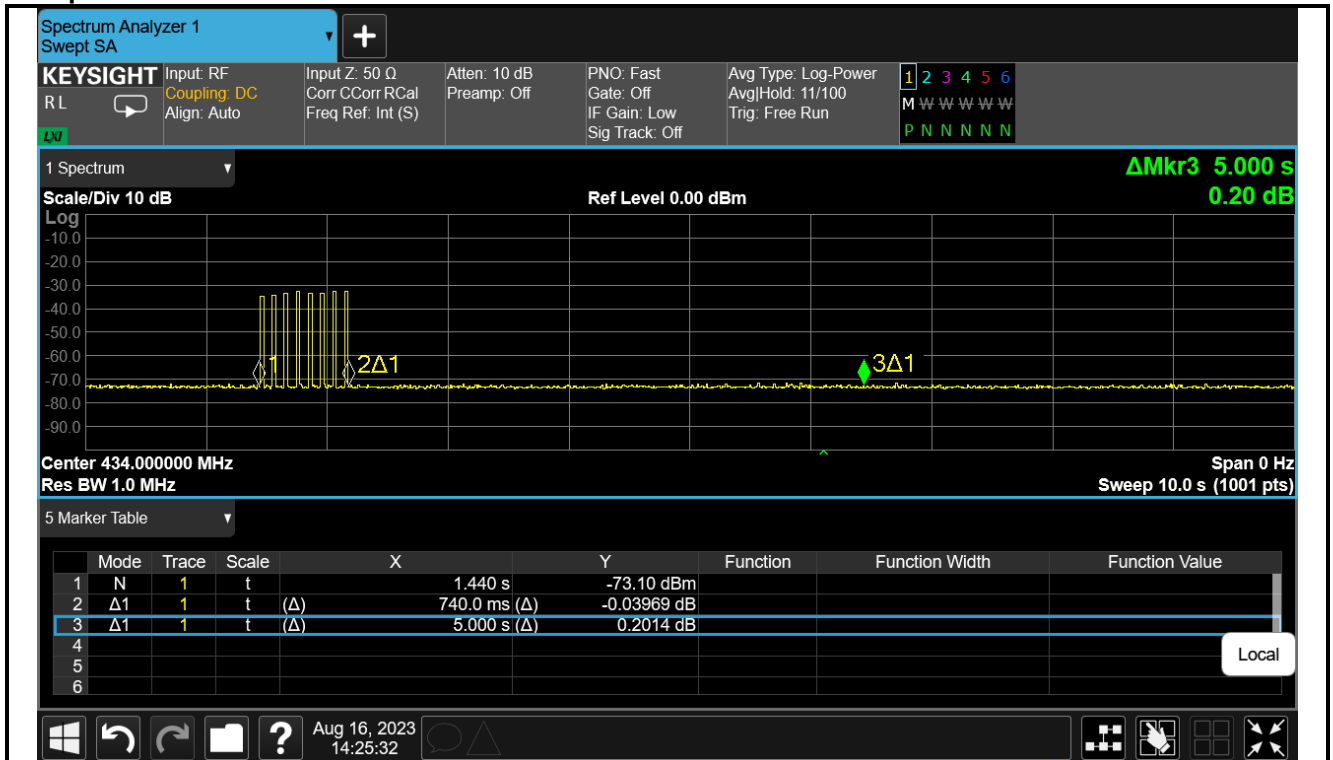 Spectrum Analyzer 1
Swept SA
KEYSIGHT Input: RF Input Z: 50 Ω Atten: 10 dB PNO: Fast Avg Type: Log-Power 1 2 3 4 5 6
R L Coupling: DC Corr CCorr RCal Preamp: Off Gate: Off Avg|Hold: 11/100 M W W W W W
Align: Auto Freq Ref: Int (S) IF Gain: Low Trig: Free Run
LXI Sig Track: Off P N N N N N
1 Spectrum ΔMkr3 5.000 s
Scale/Div 10 dB Ref Level 0.00 dBm 0.20 dB
Log
-10.0
-20.0
-30.0
-40.0
-50.0
-60.0
1 2Δ1 3Δ1
-70.0
-80.0
-90.0
Center 434.000000 MHz Span 0 Hz
Res BW 1.0 MHz Sweep 10.0 s (1001 pts)
5 Marker Table
Mode Trace Scale X Y Function Function Width Function Value
1 N 1 t 1.440 s -73.10 dBm
2 Δ1 1 t (Δ) 740.0 ms (Δ) -0.03969 dB
3 Δ1 1 t (Δ) 5.000 s (Δ) 0.2014 dB
4
5
6
Local
? Aug 16, 2023
14:25:32